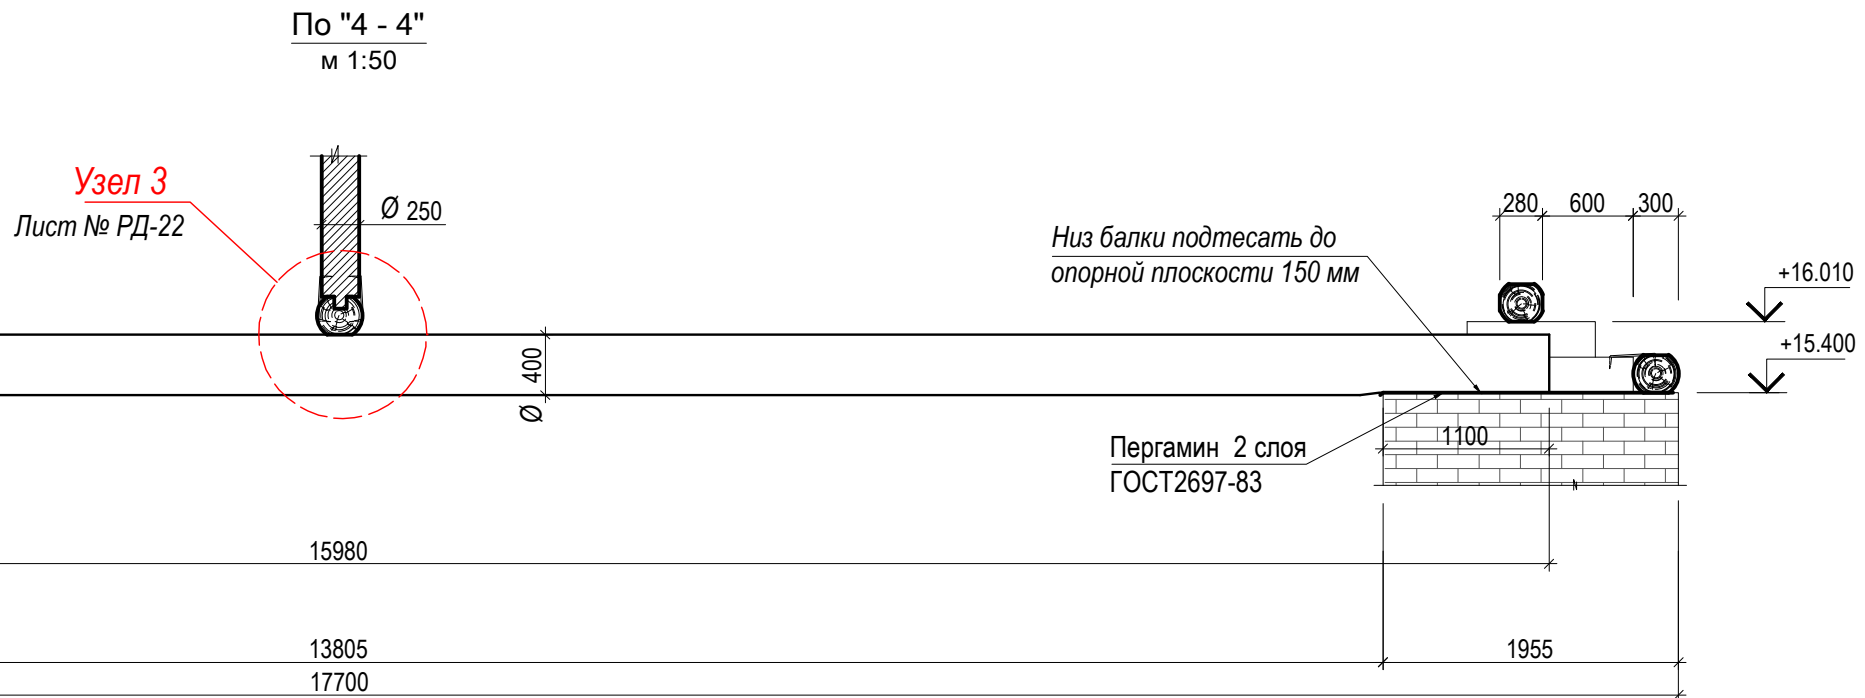 По "4 - 4"
м 1:50
Узел 3
Лист № РД-22
Ø 250
Низ балки подтесать до
опорной плоскости 150 мм
280
600
300
+16.010
+15.400
Ø 400
Пергамин 2 слоя
ГОСТ2697-83
1100
15980
13805
1955
17700